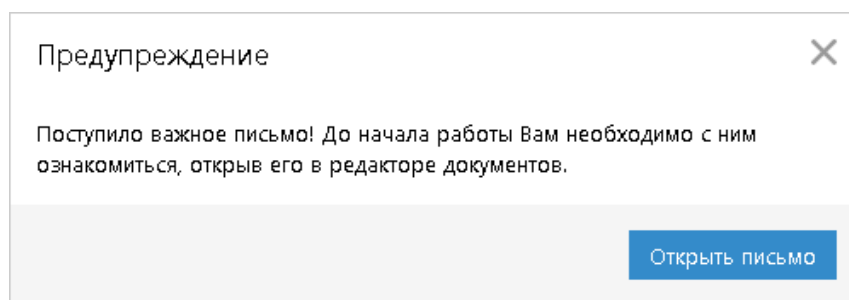 Предупреждение
Поступило важное письмо! До начала работы Вам необходимо с ним
ознакомиться, открыв его в редакторе документов.
Открыть письмо